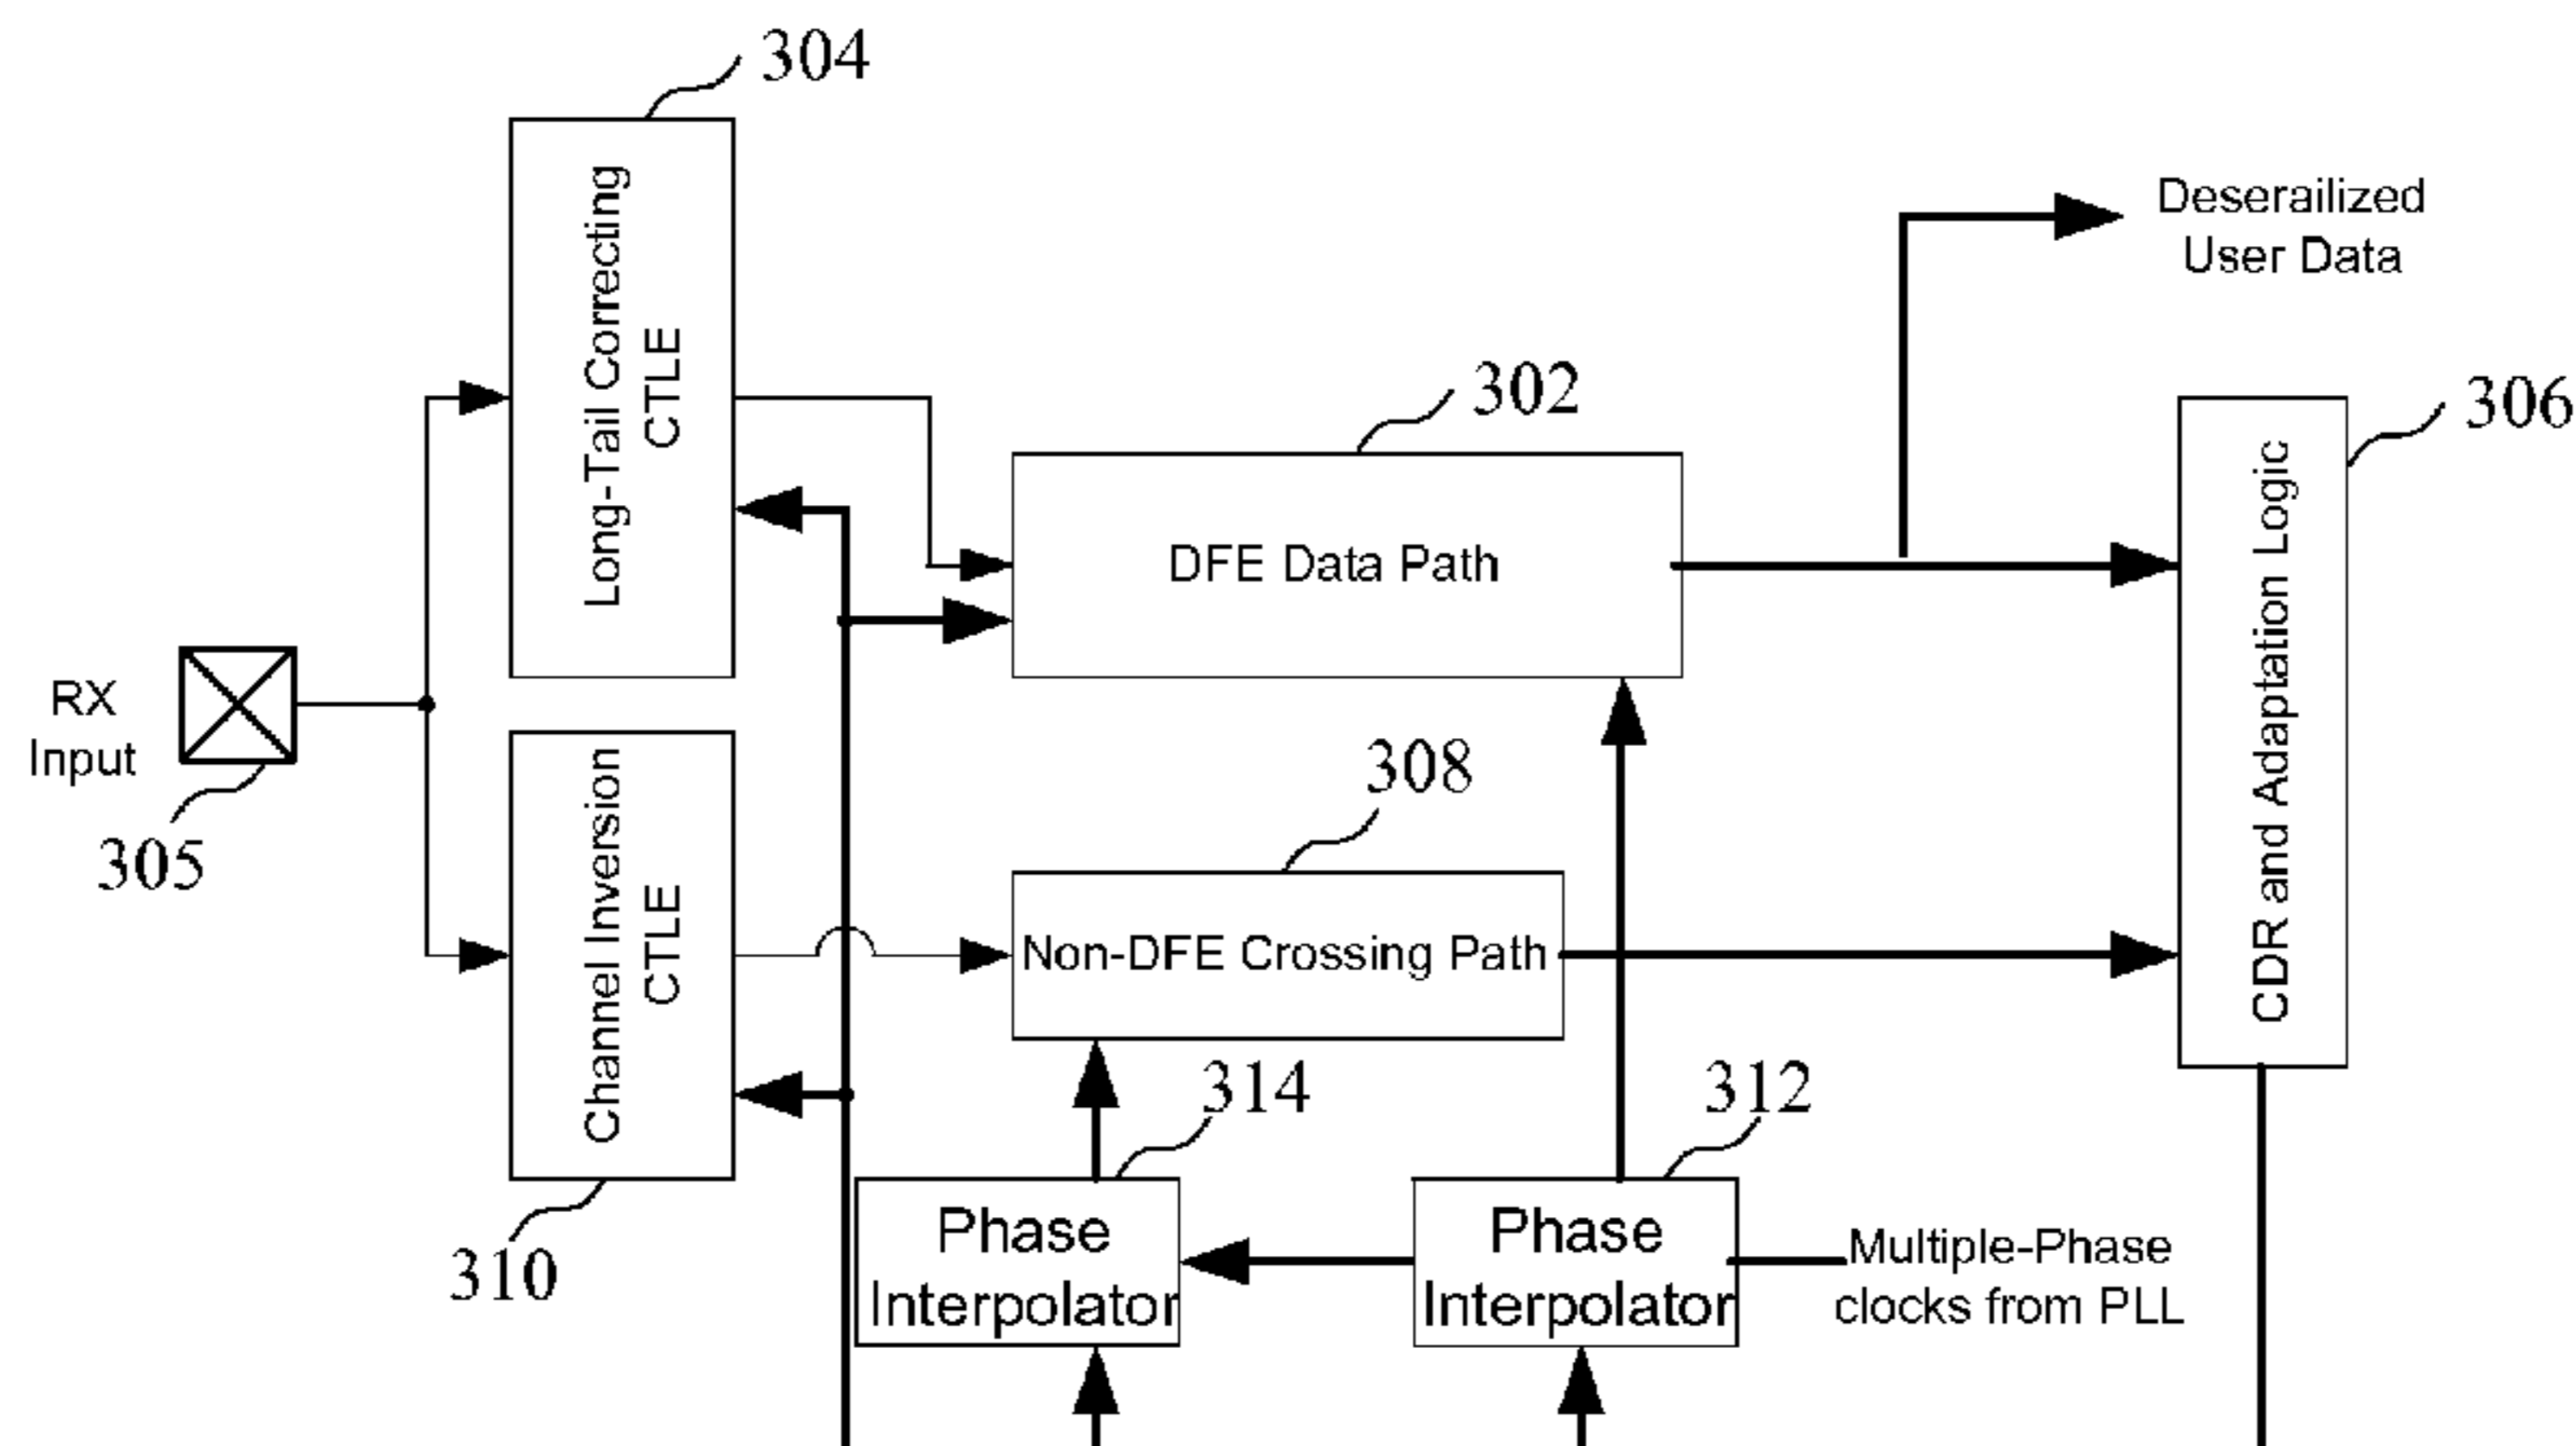 304
Long-Tail Correcting
CTLE
Deserailized
User Data
302
306
DFE Data Path
CDR and Adaptation Logic
RX
Input
305
Channel Inversion
CTLE
308
Non-DFE Crossing Path
314
312
310
Phase
Interpolator
Phase
Interpolator
Multiple-Phase
clocks from PLL